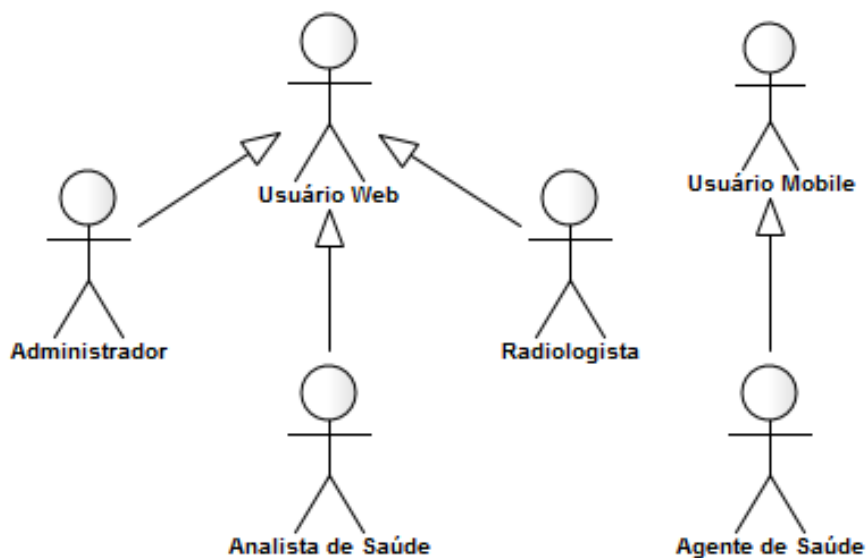 Usuário Web
Usuário Mobile
Administrador
Radiologista
Analista de Saúde
Agente de Saúde